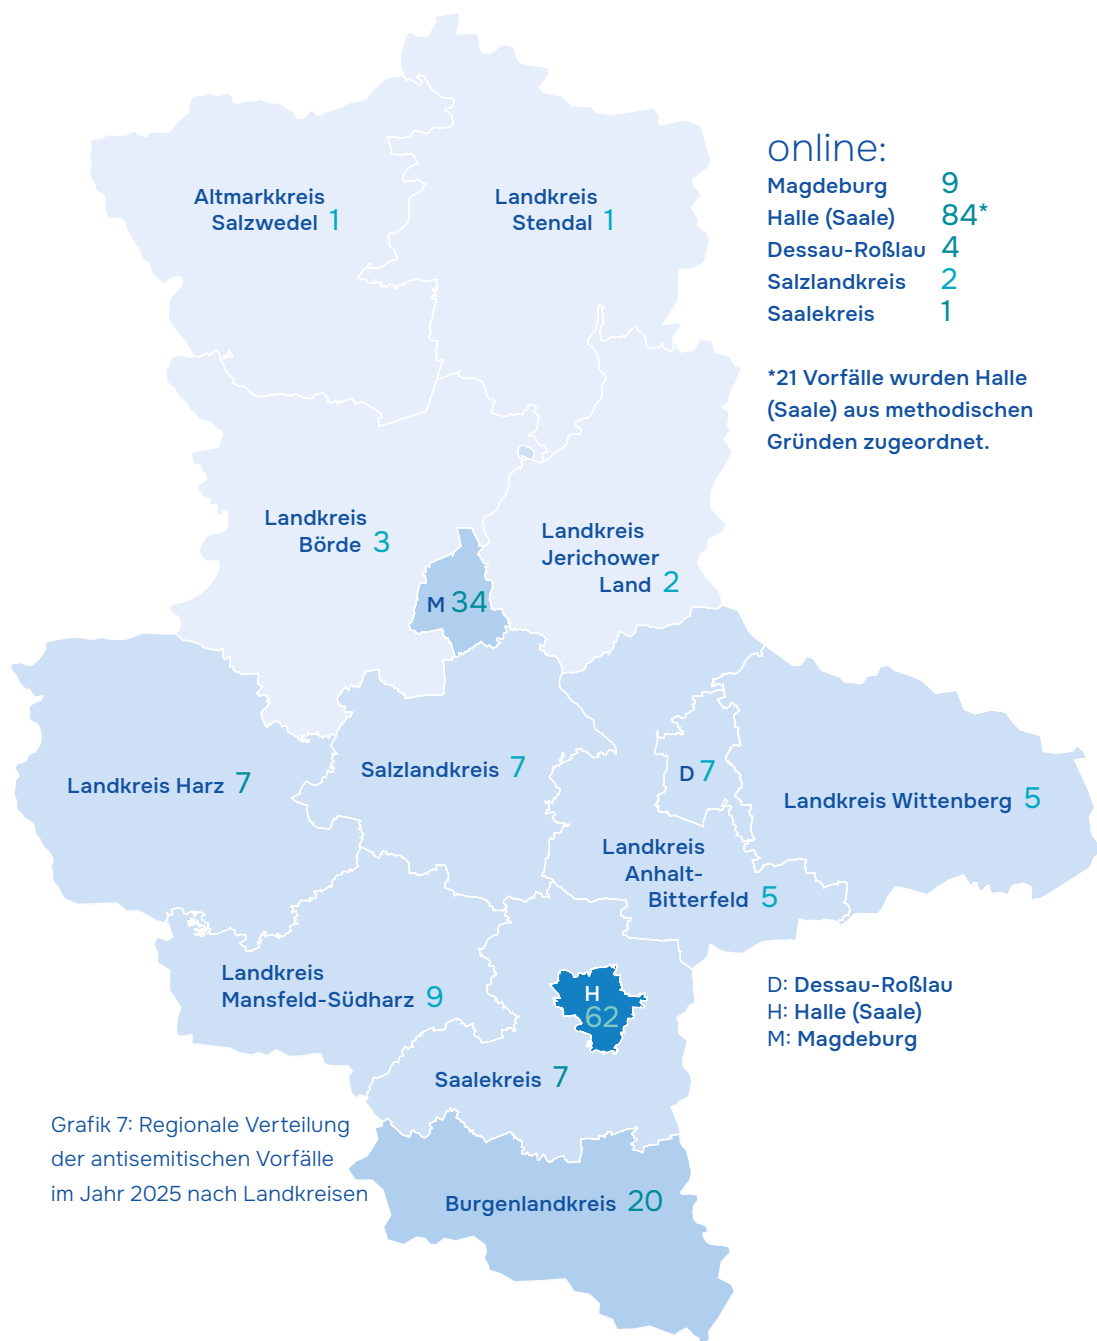 Altmarkkreis
Salzwedel 1
Landkreis
Stendal 1
online:
Magdeburg 9
Halle (Saale) 84*
Dessau-Roßlau 4
Salzlandkreis 2
Saalekreis 1
*21 Vorfälle wurden Halle
(Saale) aus methodischen
Gründen zugeordnet.
Landkreis
Börde 3
Landkreis
Jerichower
Land 2
M 34
Landkreis Harz 7
Salzlandkreis 7
D 7
Landkreis Wittenberg 5
Landkreis
Anhalt-
Bitterfeld 5
Landkreis
Mansfeld-Südharz 9
H
62
D: Dessau-Roßlau
H: Halle (Saale)
M: Magdeburg
Saalekreis 7
Grafik 7: Regionale Verteilung
der antisemitischen Vorfälle
im Jahr 2025 nach Landkreisen
Burgenlandkreis 20